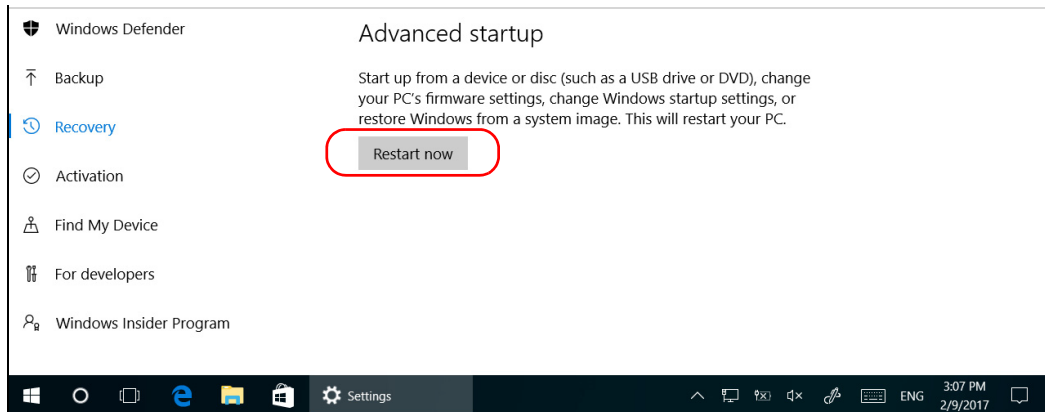 Windows Defender
Backup
Recovery
Activation
Find My Device
For developers
Windows Insider Program
Advanced startup
Start up from a device or disc (such as a USB drive or DVD), change
your PC's firmware settings, change Windows startup settings, or
restore Windows from a system image. This will restart your PC.
Restart now
Settings
ENG
3:07 PM
2/9/2017